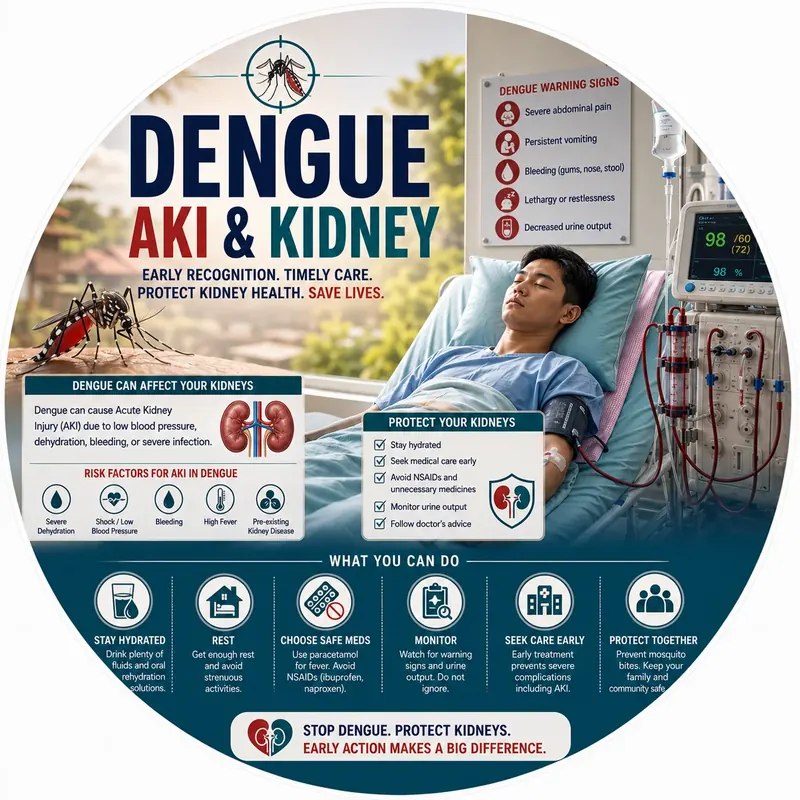 DENGUE
AKI & KIDNEY
EARLY RECOGNITION. TIMELY CARE.
PROTECT KIDNEY HEALTH. SAVE LIVES.
DENGUE WARNING SIGNS
Severe abdominal pain
Persistent vomiting
Bleeding (gums, nose, stool)
Lethargy or restlessness
Decreased urine output
98 /60
(72)
98 %
DENGUE CAN AFFECT YOUR KIDNEYS
Dengue can cause Acute Kidney
Injury (AKI) due to low blood pressure,
dehydration, bleeding, or severe infection.
RISK FACTORS FOR AKI IN DENGUE
Severe
Dehydration
Shock / Low
Blood Pressure
Bleeding
High Fever
Pre-existing
Kidney Disease
PROTECT YOUR KIDNEYS
Stay hydrated
Seek medical care early
Avoid NSAIDs and
unnecessary medicines
Monitor urine output
Follow doctor's advice
WHAT YOU CAN DO
STAY HYDRATED
Drink plenty of
fluids and oral
rehydration
solutions.
REST
Get enough rest
and avoid
strenuous
activities.
CHOOSE SAFE MEDS
Use paracetamol
for fever. Avoid
NSAIDs (ibuprofen,
naproxen).
MONITOR
Watch for warning
signs and urine
output. Do not
ignore.
SEEK CARE EARLY
Early treatment
prevents severe
complications
including AKI.
PROTECT TOGETHER
Prevent mosquito
bites. Keep your
family and
community safe.
STOP DENGUE. PROTECT KIDNEYS.
EARLY ACTION MAKES A BIG DIFFERENCE.